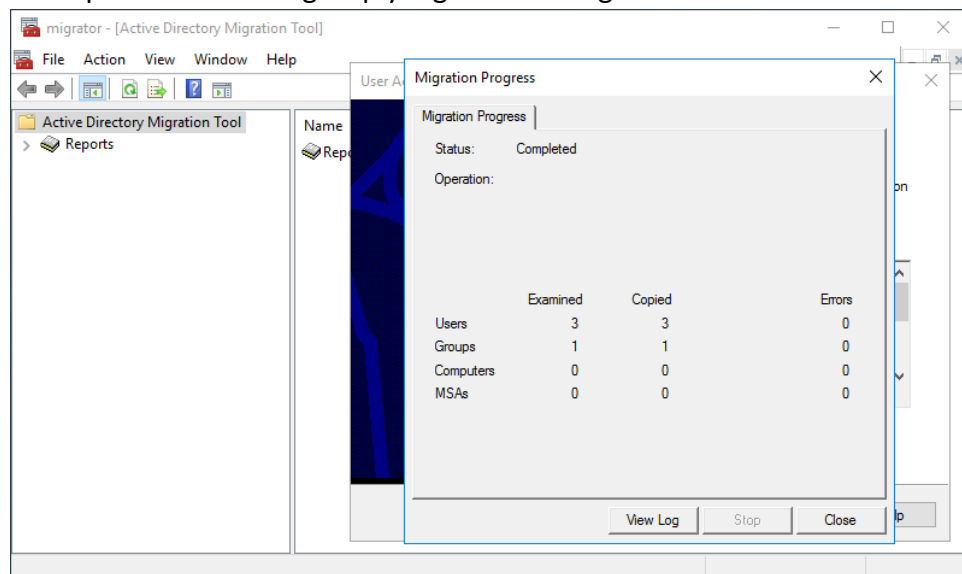 migrator - [Active Directory Migration Tool]
File Action View Window Help
Active Directory Migration Tool
Reports
Name
User A
Migration Progress
Migration Progress
Status: Completed
Operation:
Examined Copied Errors
Users 3 3 0
Groups 1 1 0
Computers 0 0 0
MSAs 0 0 0
View Log Stop Close